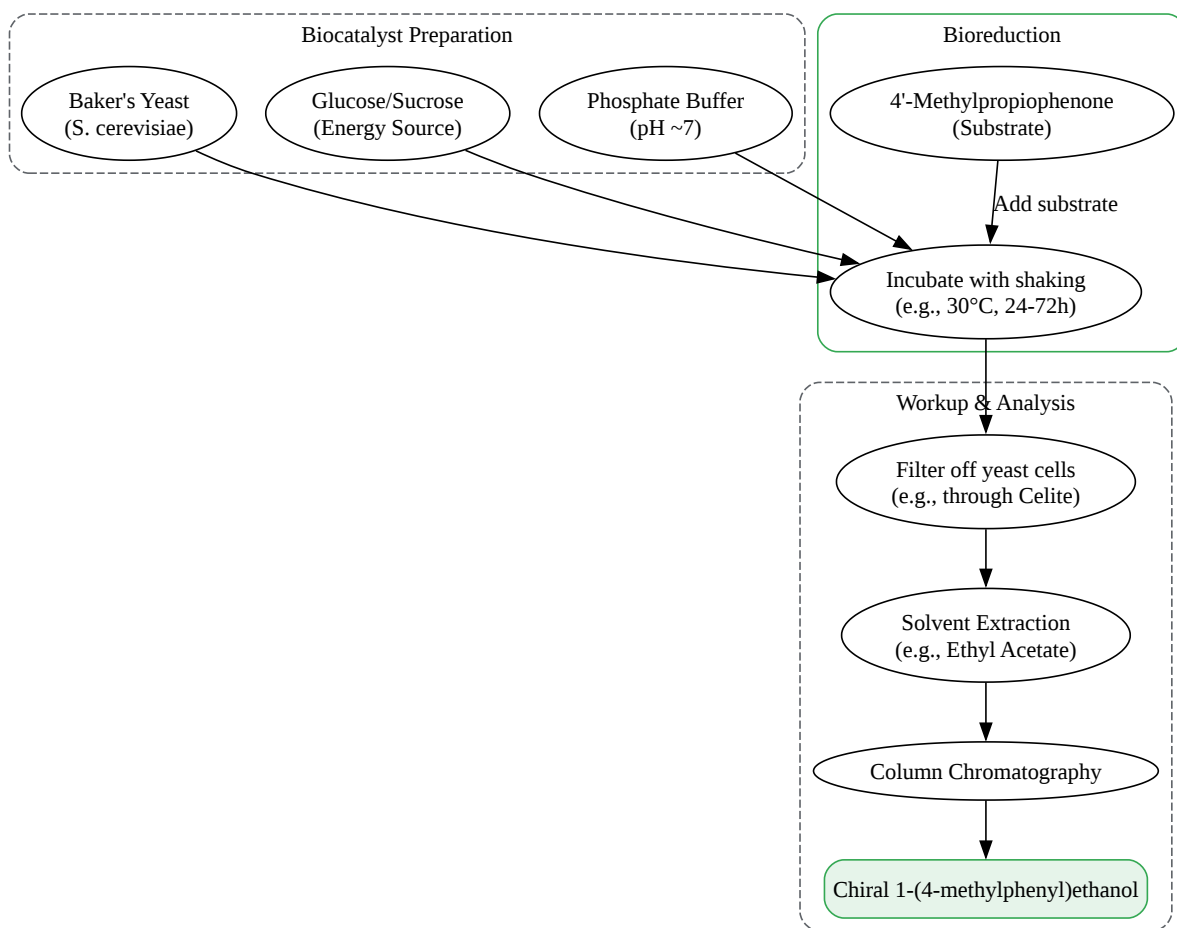 Biocatalyst Preparation
Bioreduction
Baker's Yeast
(S. cerevisiae)
Glucose/Sucrose
(Energy Source)
Phosphate Buffer
(pH ~7)
4'-Methylpropiophenone
(Substrate)
Add substrate
Incubate with shaking
(e.g., 30°C, 24-72h)
Workup & Analysis
Filter off yeast cells
(e.g., through Celite)
Solvent Extraction
(e.g., Ethyl Acetate)
Column Chromatography
Chiral 1-(4-methylphenyl)ethanol